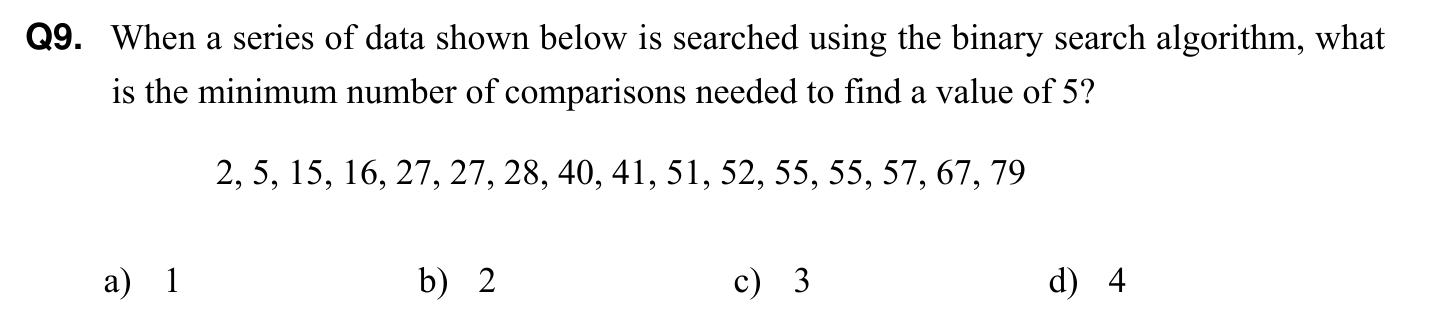 Q9. When a series of data shown below is searched using the binary search algorithm, what
is the minimum number of comparisons needed to find a value of 5?
2, 5, 15, 16, 27, 27, 28, 40, 41, 51, 52, 55, 55, 57, 67, 79
a) 1 b) 2 c) 3 d) 4